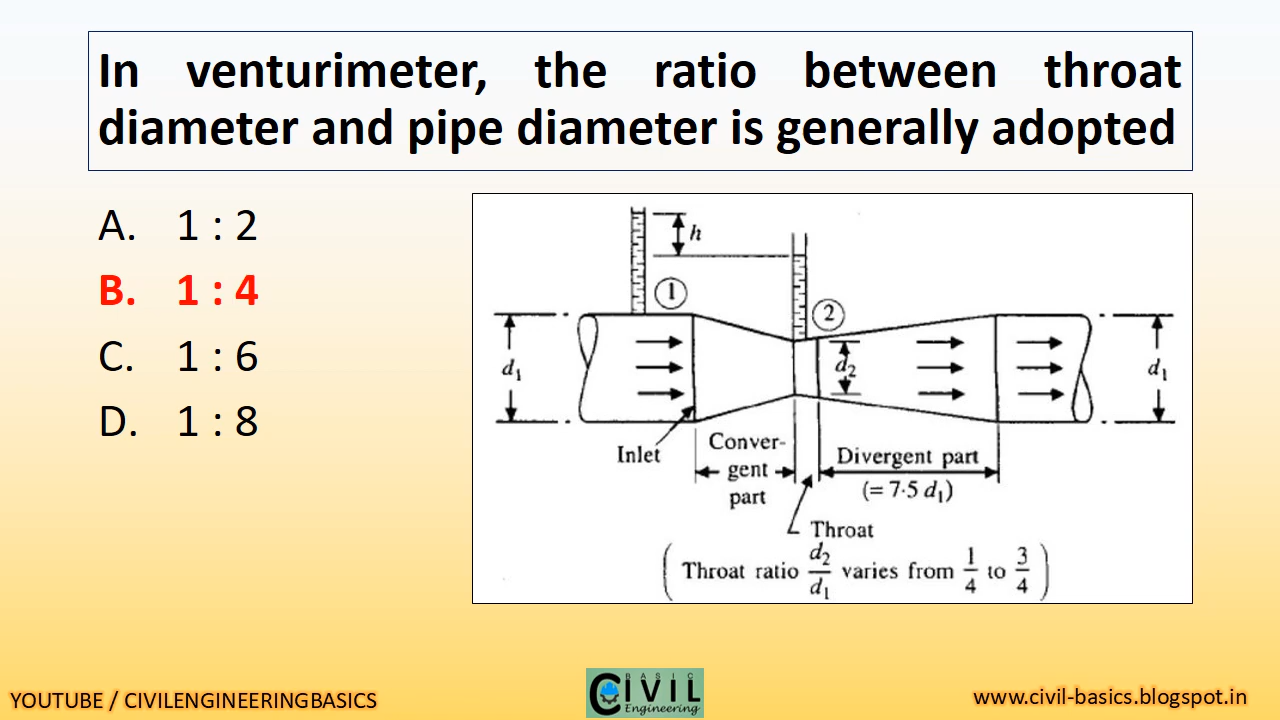 In venturimeter, the ratio between throat
diameter and pipe diameter is generally adopted
A. 1 : 2
B. 1 : 4
C. 1 : 6
D. 1 : 8
h
1
2
d₁
d₂
d₁
Inlet
Conver-
gent
part
Divergent part
(= 7·5 d₁)
Throat
(Throat ratio d₂/d₁ varies from 1/4 to 3/4)
YOUTUBE / CIVILENGINEERINGBASICS
BASIC
CIVIL
Engineering
www.civil-basics.blogspot.in